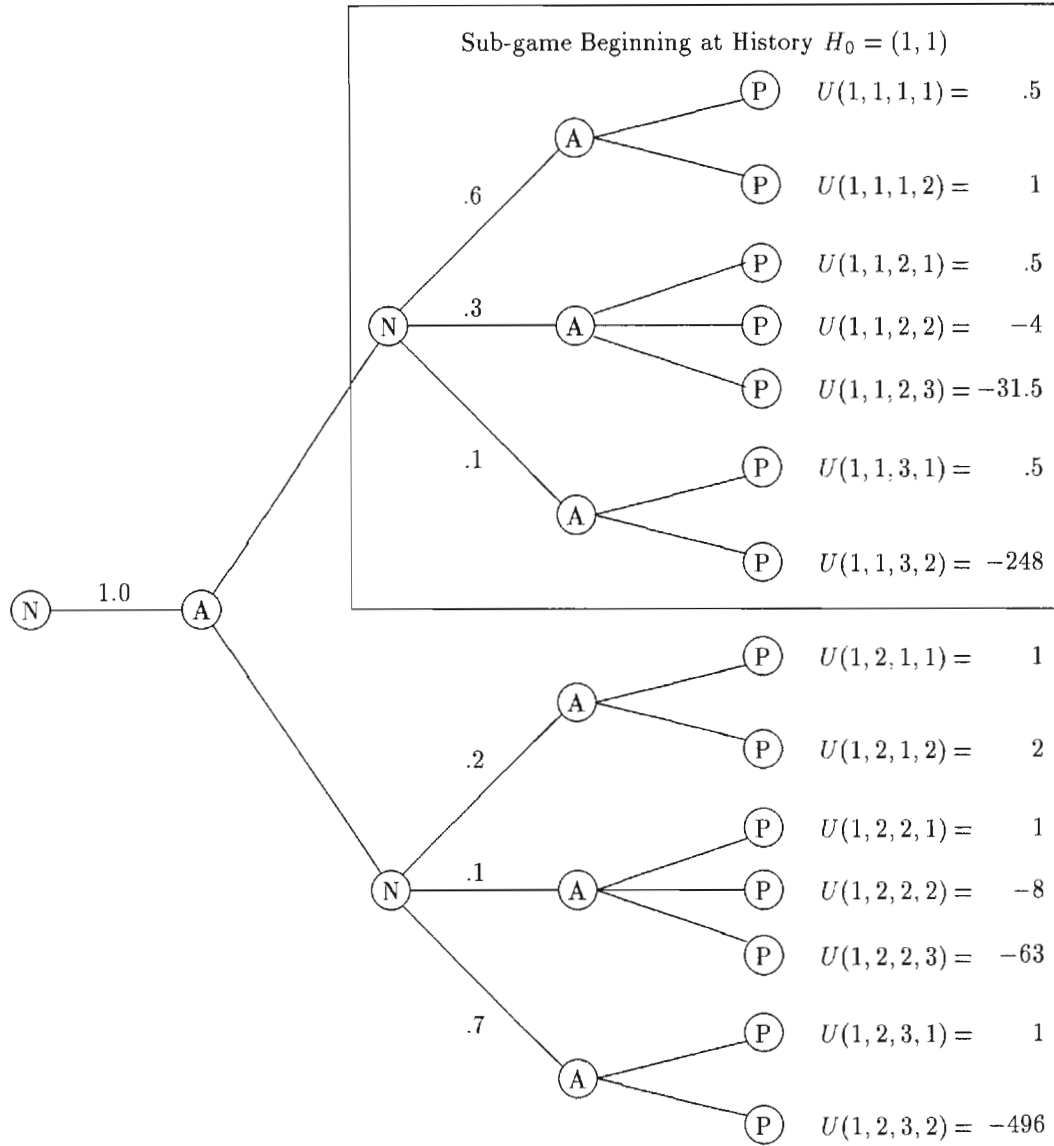 Sub-game Beginning at History H₀ = (1, 1)
P U(1, 1, 1, 1) = .5
A
P U(1, 1, 1, 2) = 1
.6
P U(1, 1, 2, 1) = .5
N .3 A P U(1, 1, 2, 2) = −4
P U(1, 1, 2, 3) = −31.5
.1
P U(1, 1, 3, 1) = .5
A
P U(1, 1, 3, 2) = −248
N 1.0 A
P U(1, 2, 1, 1) = 1
A
P U(1, 2, 1, 2) = 2
.2
P U(1, 2, 2, 1) = 1
N .1 A P U(1, 2, 2, 2) = −8
P U(1, 2, 2, 3) = −63
.7
P U(1, 2, 3, 1) = 1
A
P U(1, 2, 3, 2) = −496